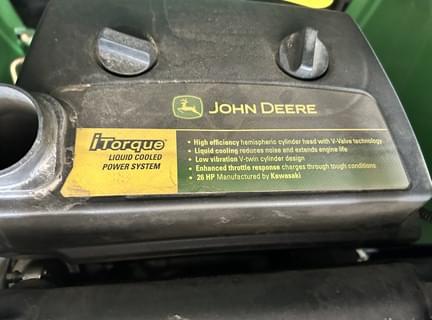 JOHN DEERE
iTorque
LIQUID COOLED
POWER SYSTEM
• High efficiency hemispheric cylinder head with V-Valve technology
• Liquid cooling reduces noise and extends engine life
• Low vibration V-twin cylinder design
• Enhanced throttle response charges through tough conditions
• 26 HP Manufactured by Kawasaki